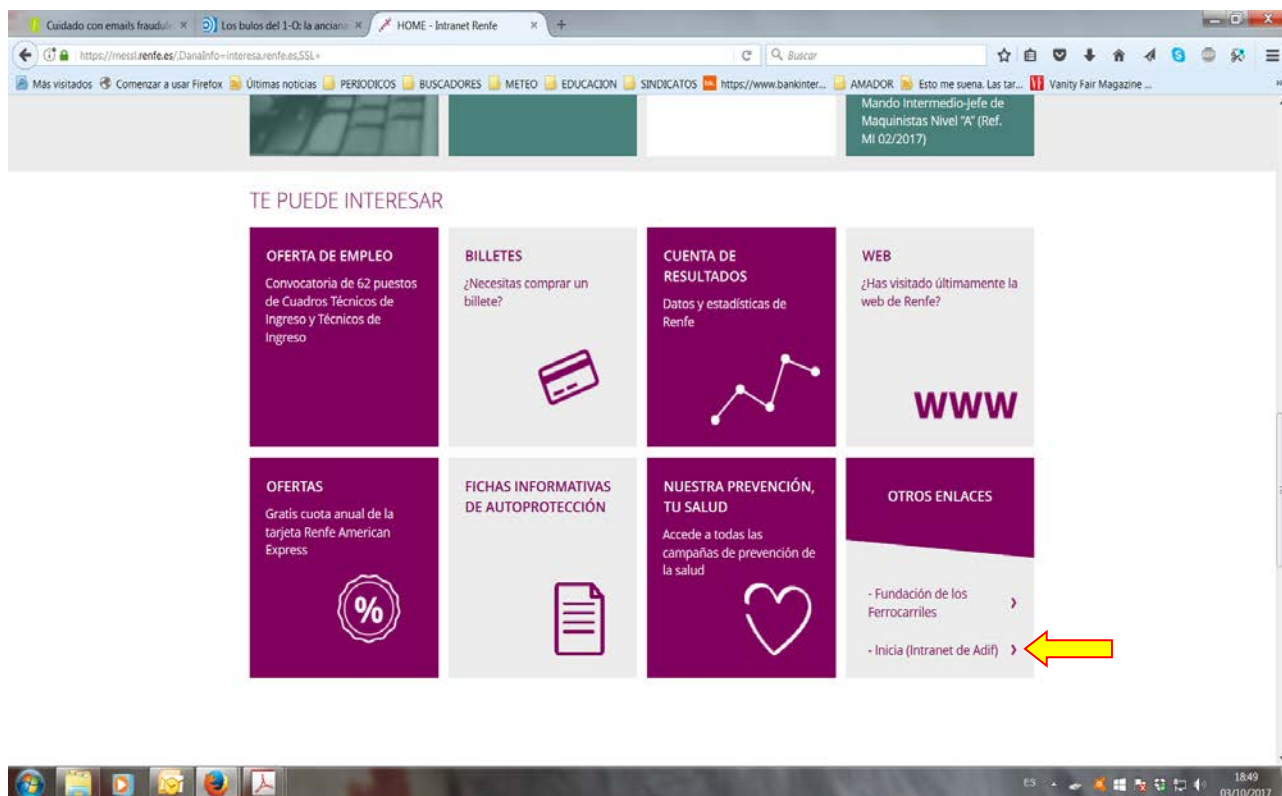 Cuidado con emails fraudule
Los bulos del 1-O: la anciana
HOME - Intranet Renfe
https://messl.renfe.es/,DanaInfo=interesa.renfe.es,SSL+
Buscar
Más visitados
Comenzar a usar Firefox
Últimas noticias
PERIODICOS
BUSCADORES
METEO
EDUCACION
SINDICATOS
https://www.bankinter...
AMADOR
Esto me suena. Las tar...
Vanity Fair Magazine ...
Mando Intermedio-Jefe de
Maquinistas Nivel "A" (Ref.
MI 02/2017)
TE PUEDE INTERESAR
OFERTA DE EMPLEO
Convocatoria de 62 puestos
de Cuadros Técnicos de
Ingreso y Técnicos de
Ingreso
BILLETES
¿Necesitas comprar un
billete?
CUENTA DE
RESULTADOS
Datos y estadísticas de
Renfe
WEB
¿Has visitado últimamente la
web de Renfe?
WWW
OFERTAS
Gratis cuota anual de la
tarjeta Renfe American
Express
%
FICHAS INFORMATIVAS
DE AUTOPROTECCIÓN
NUESTRA PREVENCIÓN,
TU SALUD
Accede a todas las
campañas de prevención de
la salud
OTROS ENLACES
- Fundación de los
Ferrocarriles
- Inicia (Intranet de Adif)
ES
18:49
03/10/2017